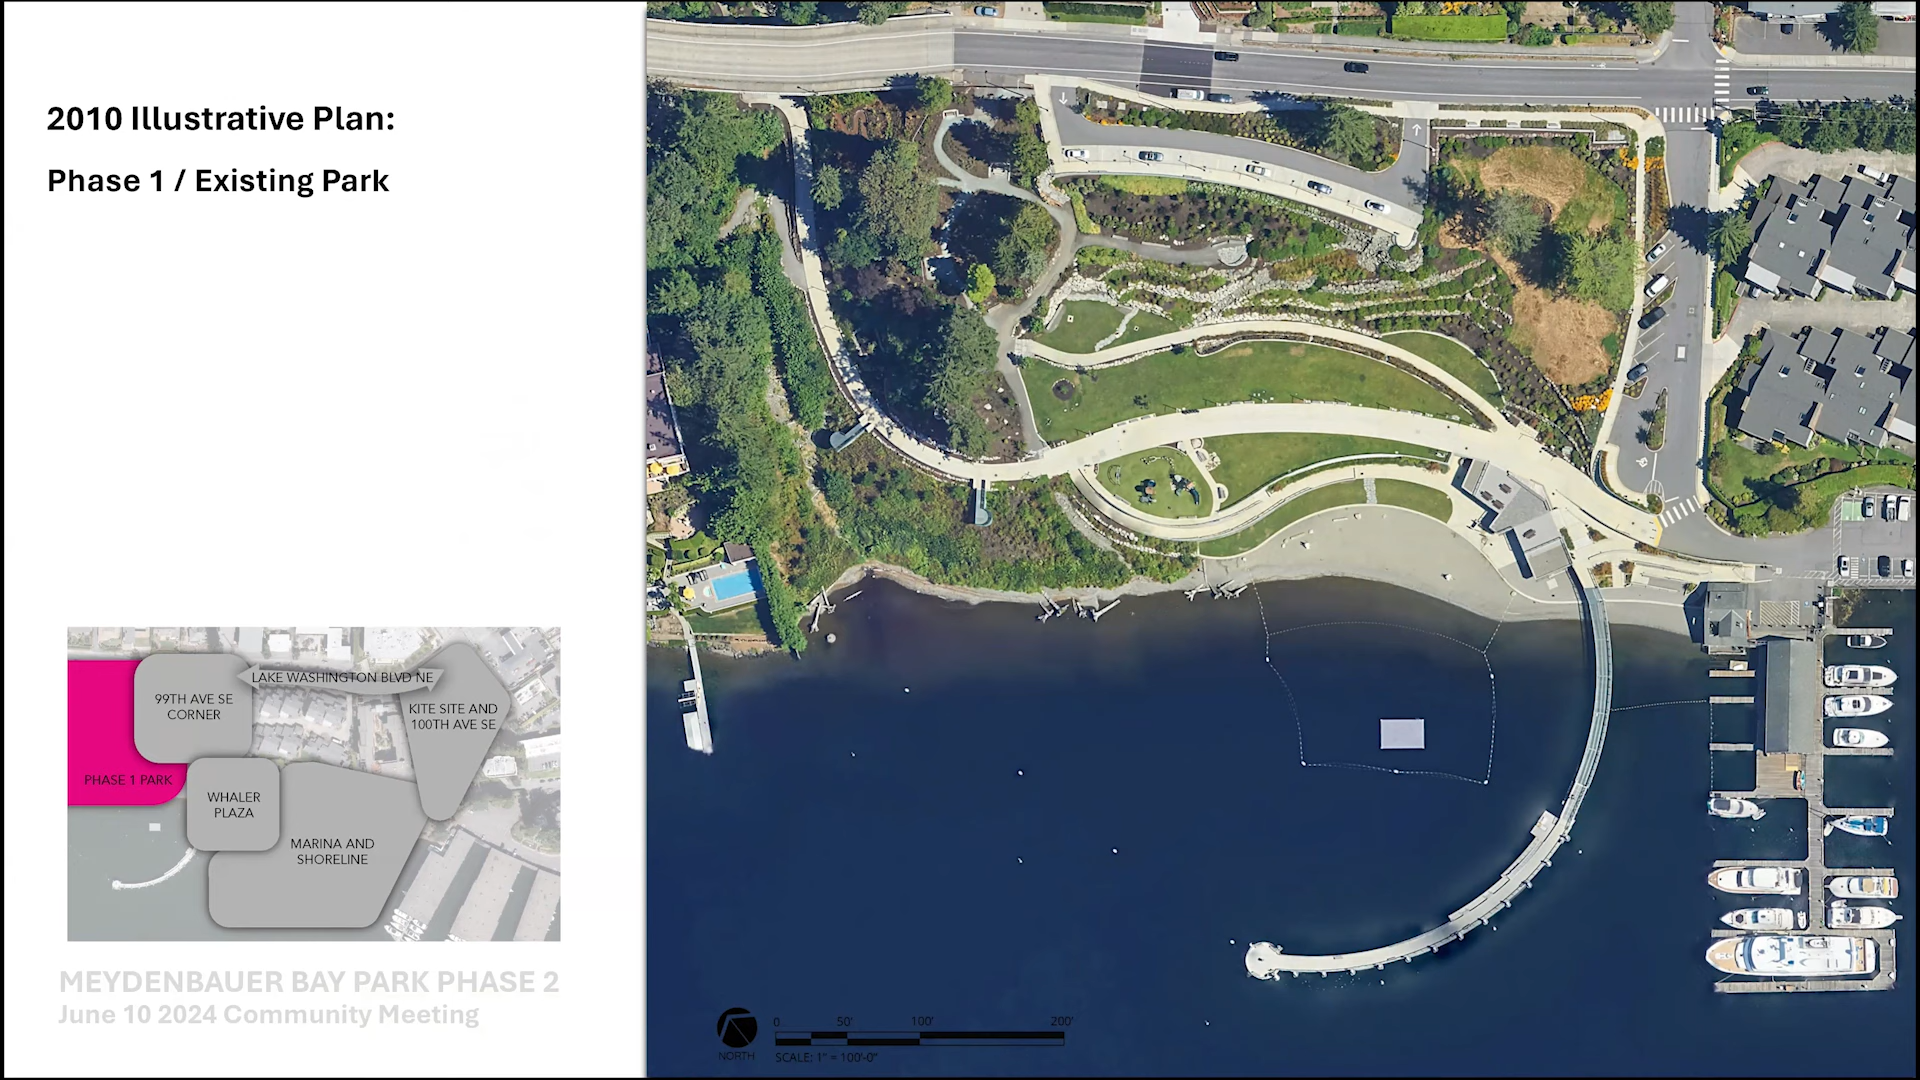 2010 Illustrative Plan:
Phase 1 / Existing Park
LAKE WASHINGTON BLVD NE
99TH AVE SE
CORNER
KITE SITE AND
100TH AVE SE
PHASE 1 PARK
WHALER
PLAZA
MARINA AND
SHORELINE
MEYDENBAUER BAY PARK PHASE 2
June 10 2024 Community Meeting
0 50' 100' 200'
NORTH
SCALE: 1" = 100'-0"